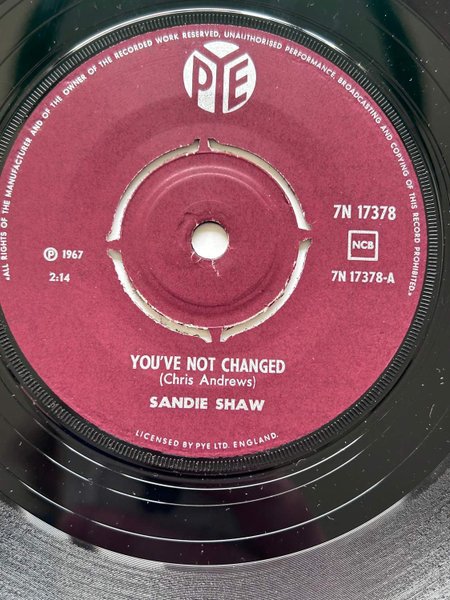 «ALL RIGHTS OF THE MANUFACTURER AND OF THE OWNER OF THE RECORDED WORK RESERVED, UNAUTHORISED PERFORMANCE, BROADCASTING AND COPYING OF THIS RECORD PROHIBITED.»
PYE
7N 17378
Ⓟ 1967
NCB
2:14
7N 17378-A
YOU'VE NOT CHANGED
(Chris Andrews)
SANDIE SHAW
LICENSED BY PYE LTD. ENGLAND.